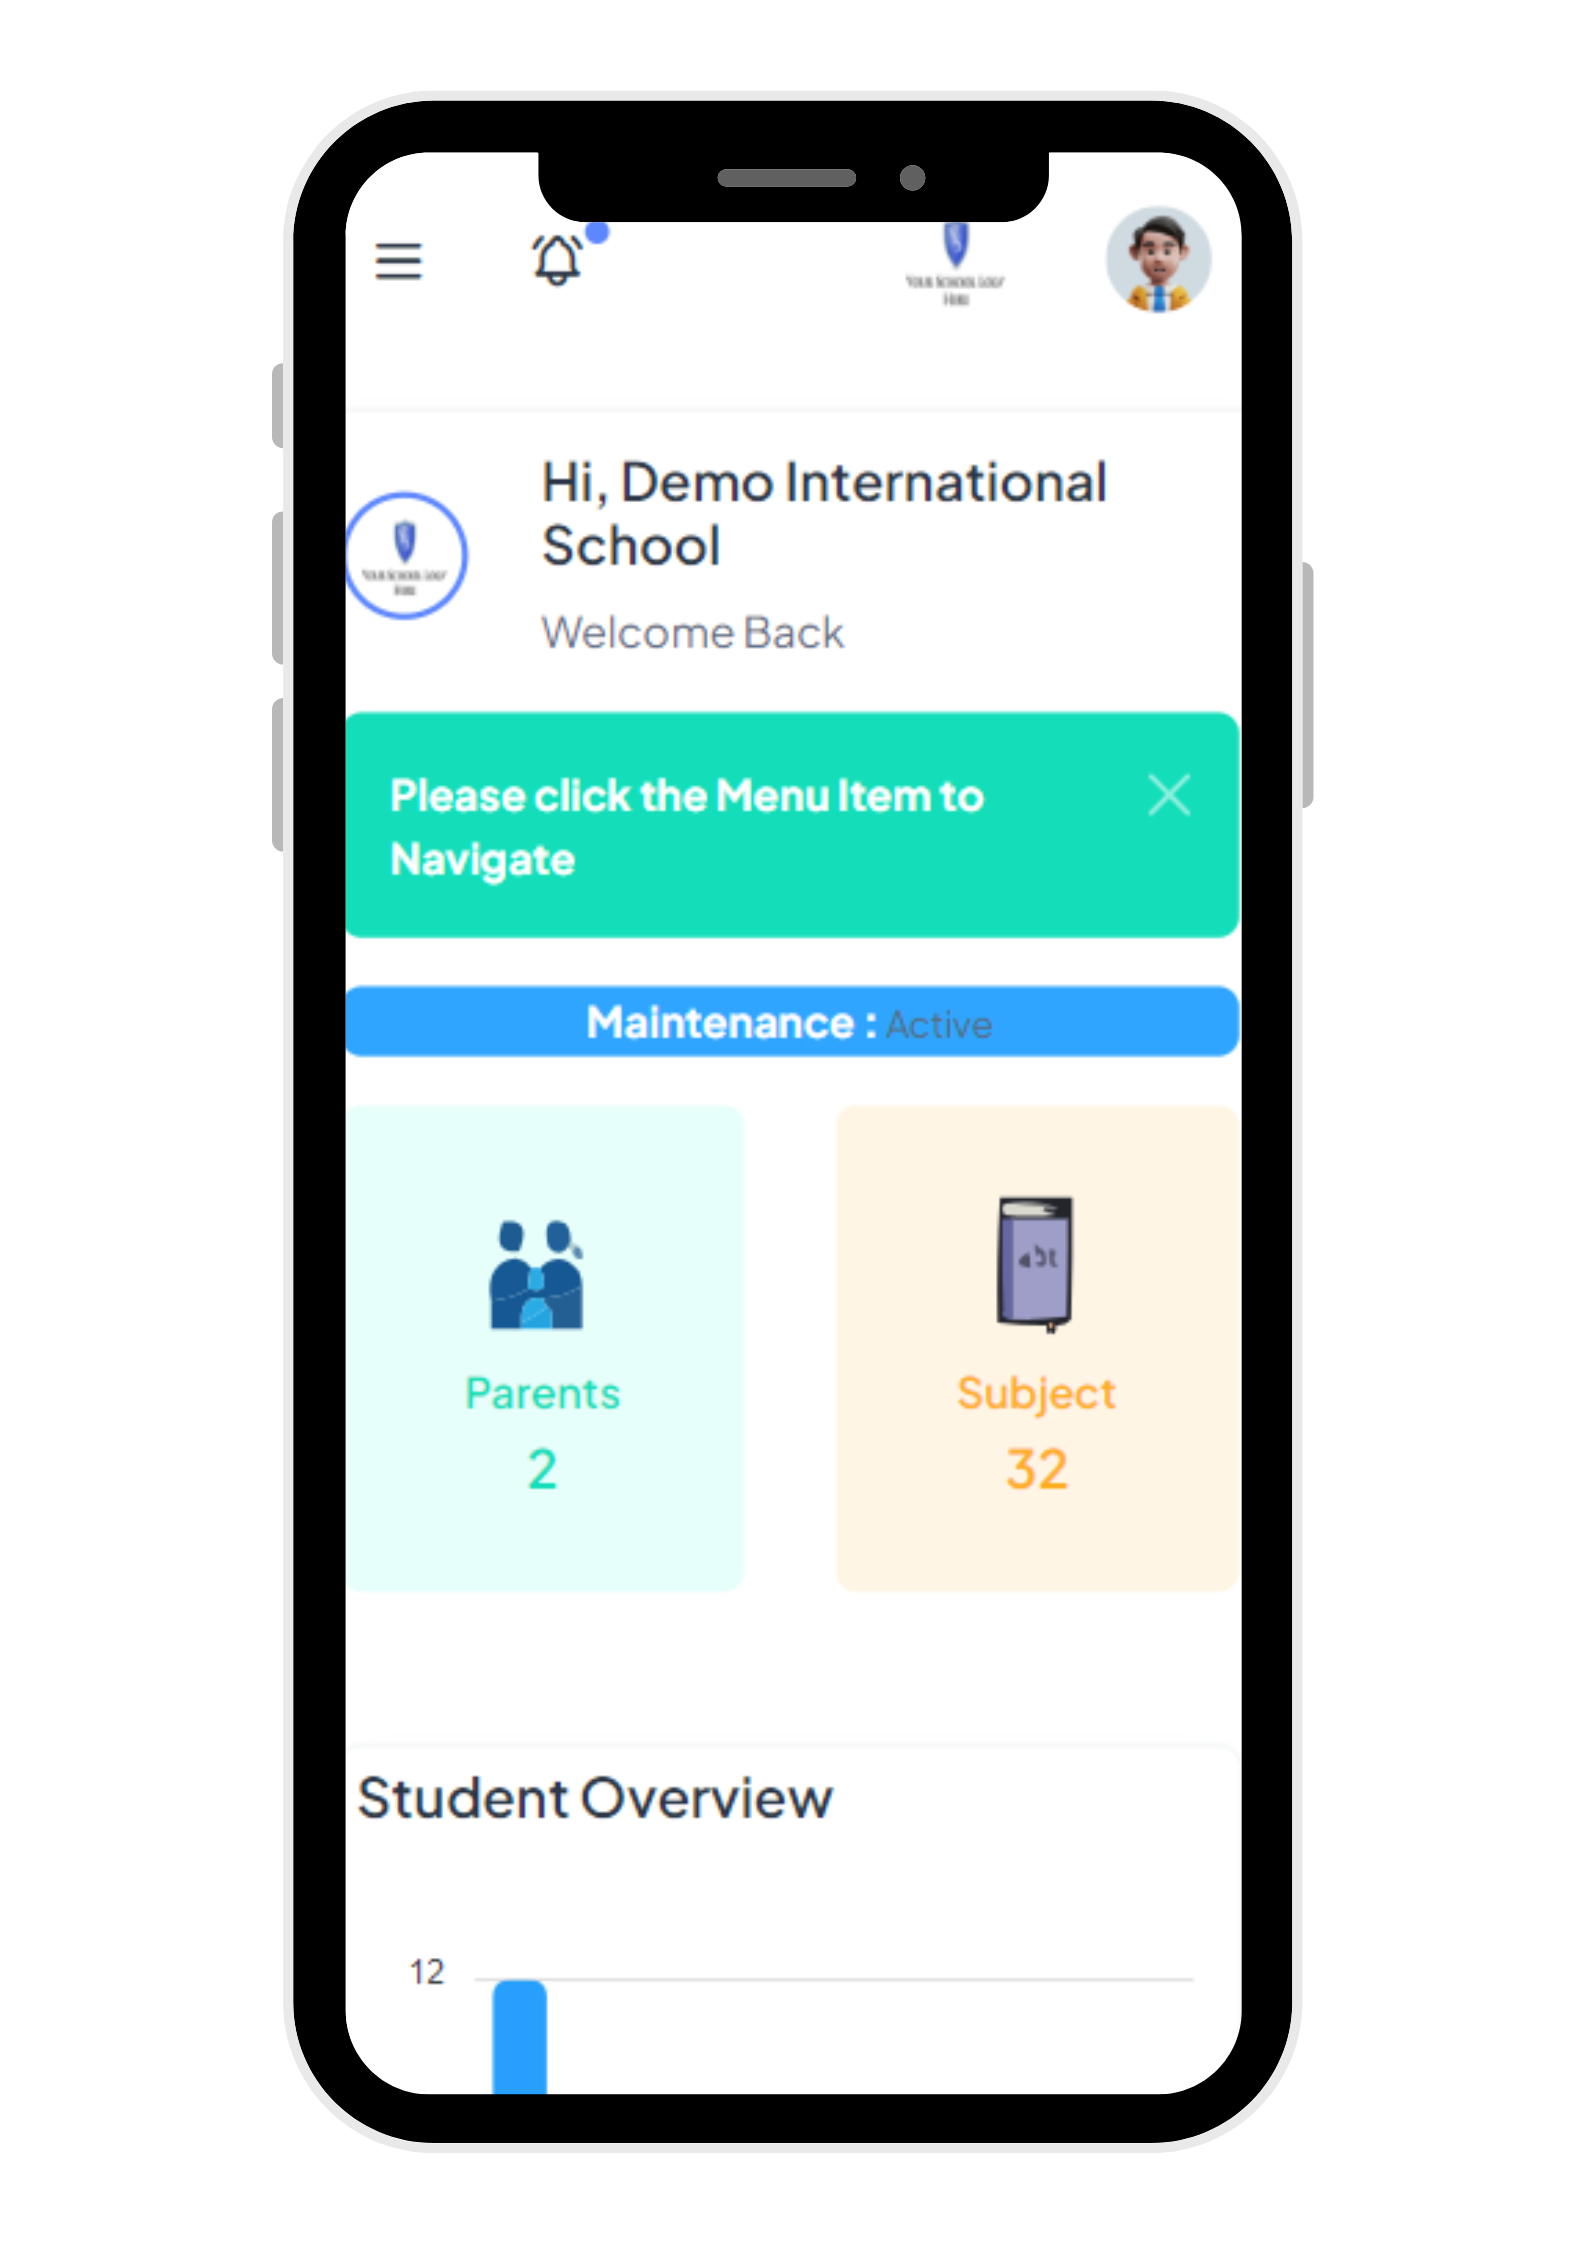 YOUR SCHOOL LOGO
HERE
Hi, Demo International
School
YOUR SCHOOL LOGO
HERE
Welcome Back
Please click the Menu Item to
Navigate
Maintenance : Active
Parents
Subject
2
32
Student Overview
12